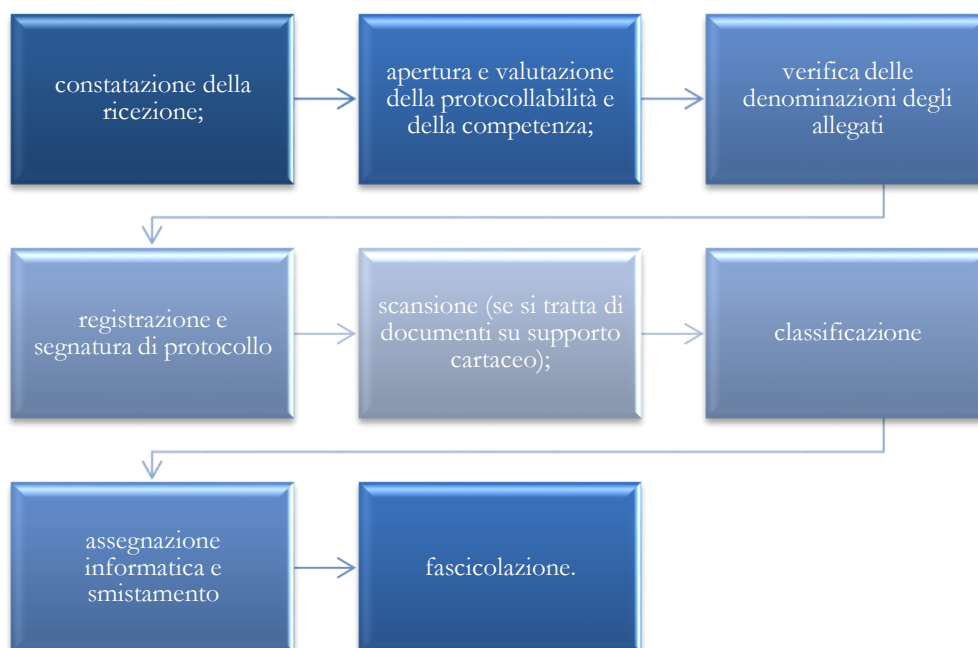 constatazione della
ricezione;
apertura e valutazione
della protocollabilità e
della competenza;
verifica delle
denominazioni degli
allegati
registrazione e
segnatura di protocollo
scansione (se si tratta di
documenti su supporto
cartaceo);
classificazione
assegnazione
informatica e
smistamento
fascicolazione.